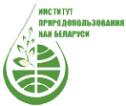 ИНСТИТУТ
ПРИРОДОПОЛЬЗОВАНИЯ
НАН БЕЛАРУСИ